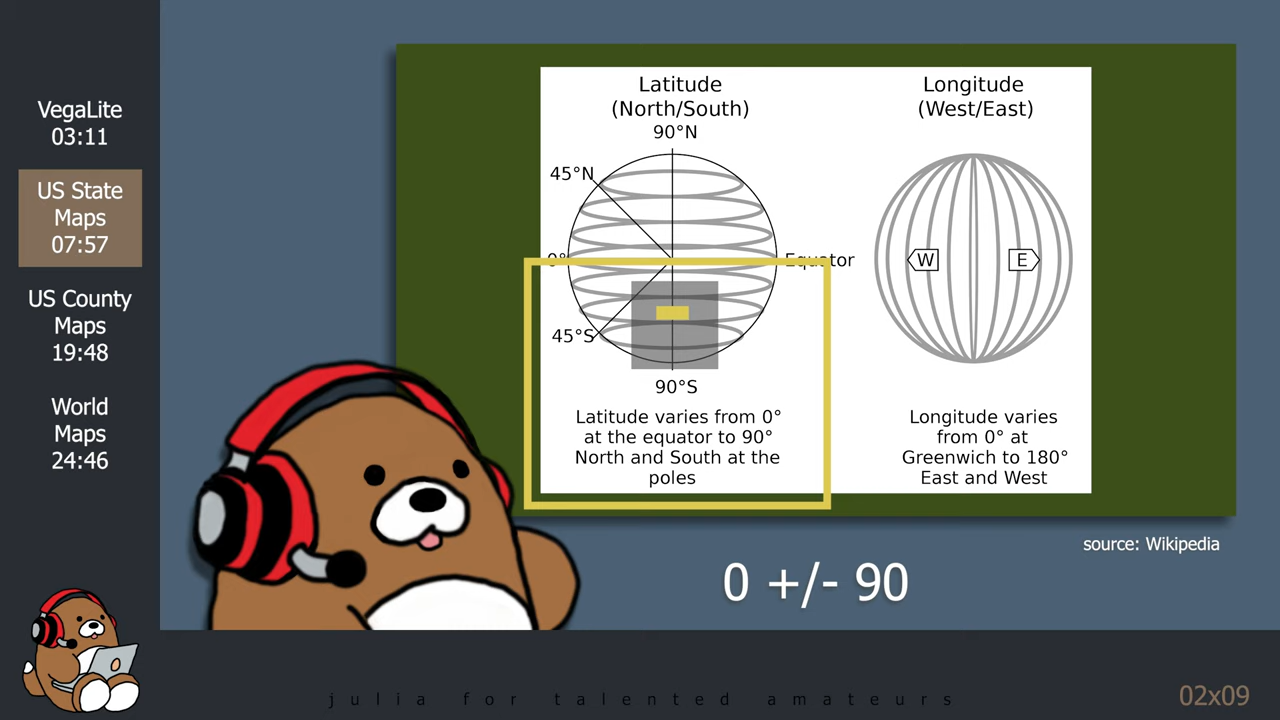 VegaLite
03:11
US State
Maps
07:57
US County
Maps
19:48
World
Maps
24:46
Latitude
(North/South)
90°N
45°N
0°
Equator
45°S
90°S
Latitude varies from 0°
at the equator to 90°
North and South at the
poles
Longitude
(West/East)
W
E
Longitude varies
from 0° at
Greenwich to 180°
East and West
source: Wikipedia
0 +/- 90
julia for talented amateurs
02x09